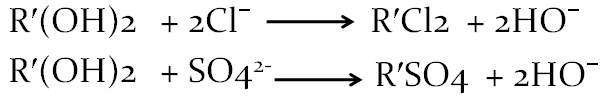 R′(OH)2 + 2Cl⁻ ⟶ R′Cl2 + 2HO⁻
R′(OH)2 + SO4²⁻ ⟶ R′SO4 + 2HO⁻